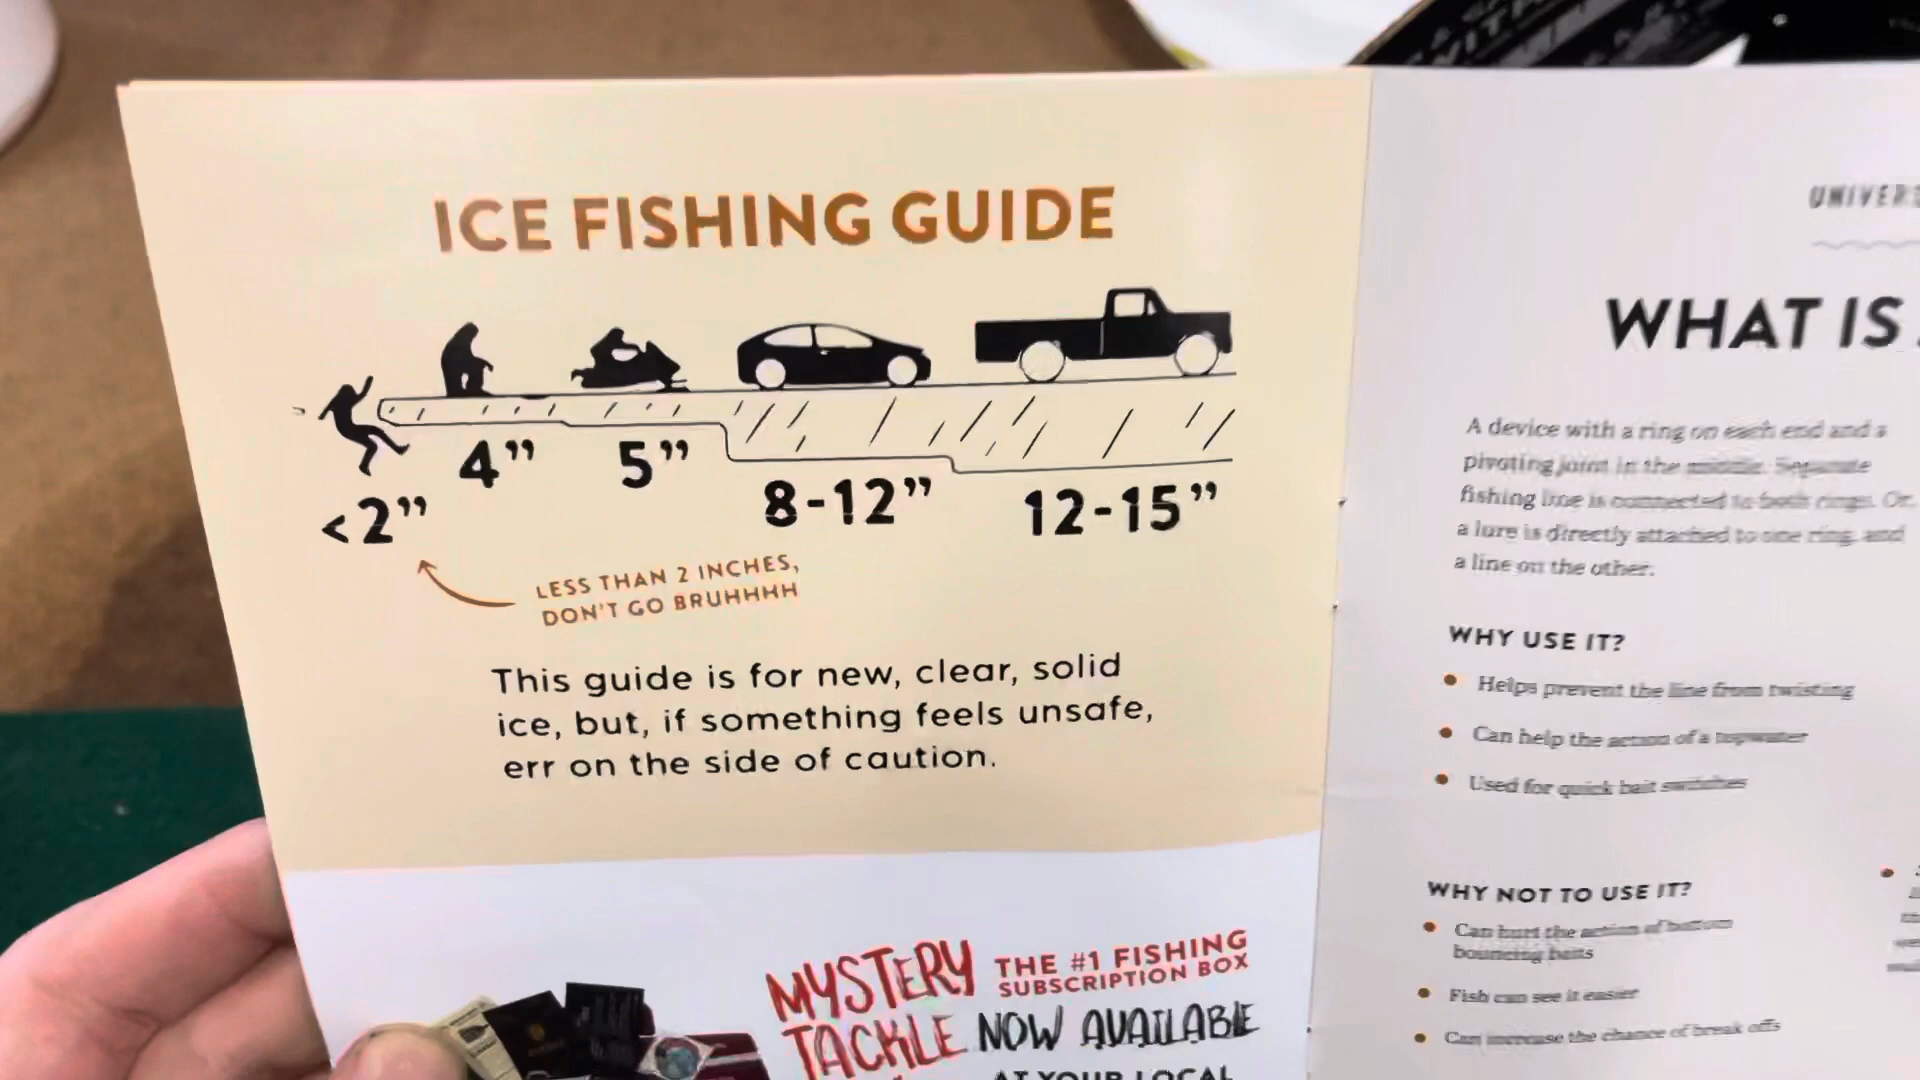 ICE FISHING GUIDE
<2”
4”
5”
8-12”
12-15”
LESS THAN 2 INCHES,
DON'T GO BRUHHHH
This guide is for new, clear, solid
ice, but, if something feels unsafe,
err on the side of caution.
MYSTERY
TACKLE
THE #1 FISHING
SUBSCRIPTION BOX
NOW AVAILABLE
AT YOUR LOCAL
WHAT IS
A device with a ring on each end and a
pivoting joint in the middle. Separate
fishing line is connected to both rings. Or,
a lure is directly attached to one ring, and
a line on the other.
WHY USE IT?
Helps prevent the line from twisting
Can help the action of a topwater
Used for quick bait switches
WHY NOT TO USE IT?
Can hurt the action of bottom
bouncing baits
Fish can see it easier
Can increase the chance of break offs